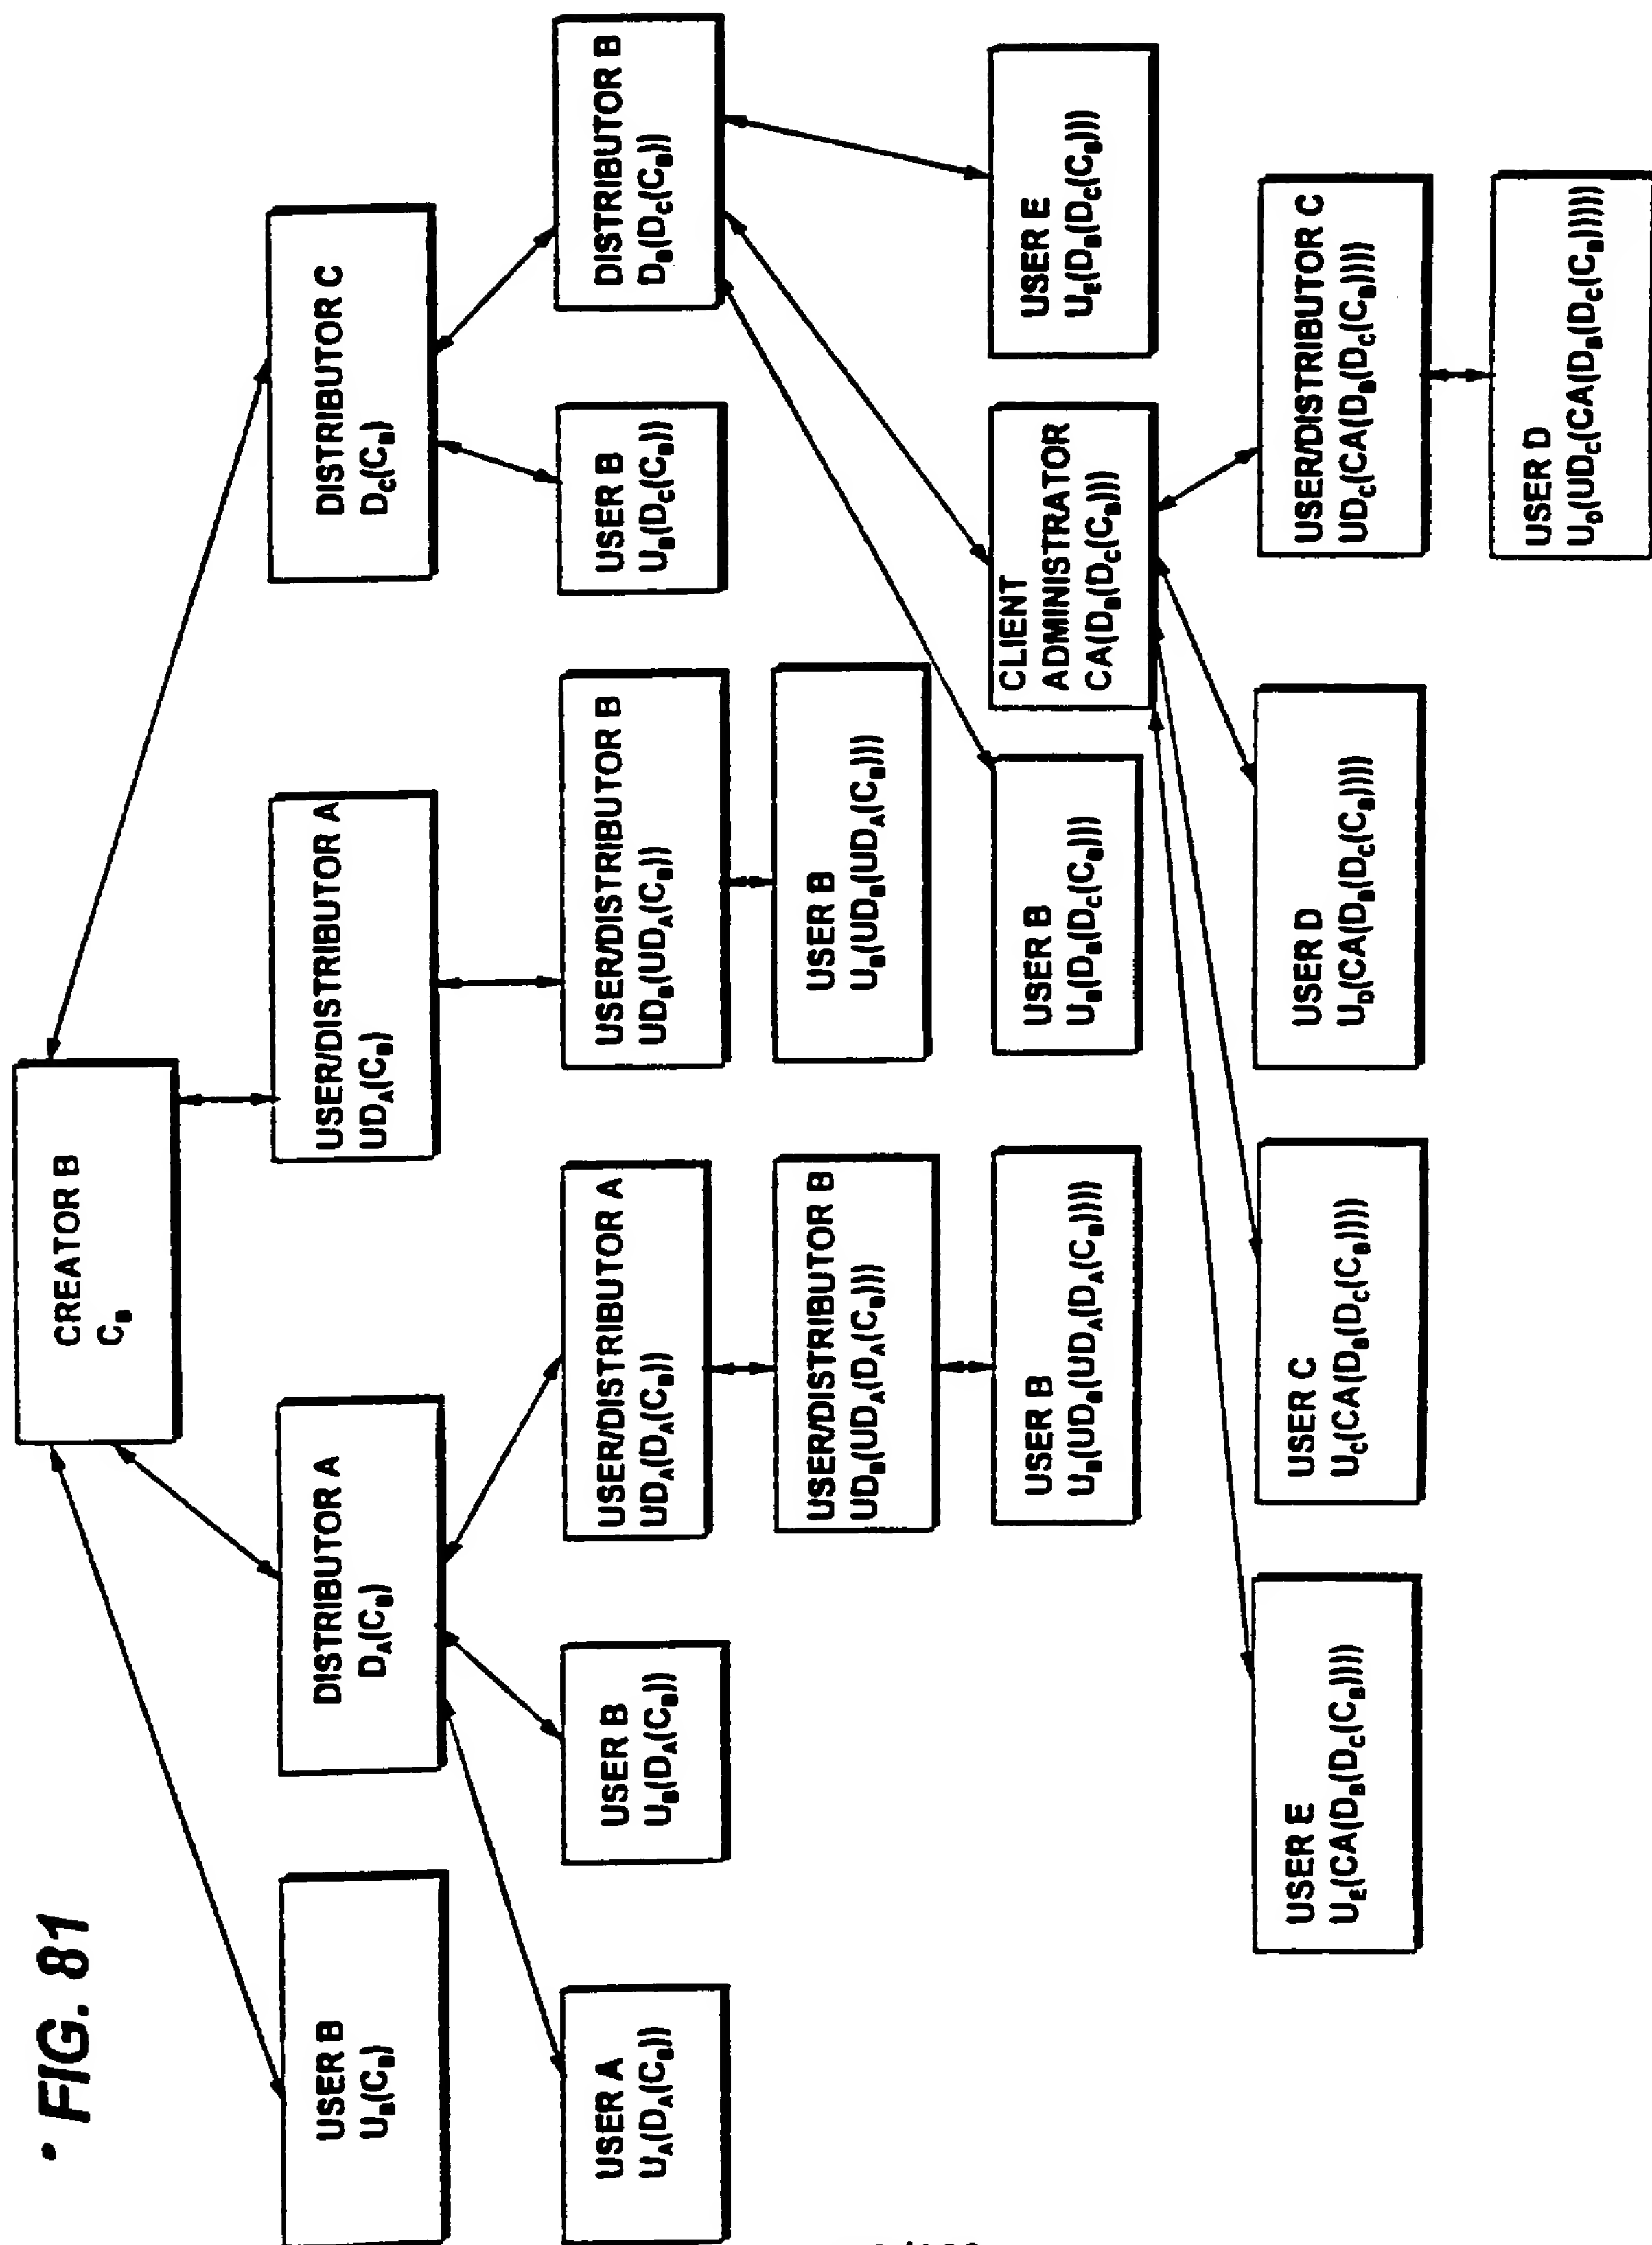 FIG. 81
CREATOR B
CB
USER B
UB(CB)
DISTRIBUTOR A
DA(CB)
USER/DISTRIBUTOR A
UDA(CB)
DISTRIBUTOR C
DC(CB)
USER A
UA(DA(CB))
USER B
UB(DA(CB))
USER/DISTRIBUTOR A
UDA(DA(CB))
USER/DISTRIBUTOR B
UDB(UDA(CB))
USER B
UB(DC(CB))
DISTRIBUTOR B
DB(DC(CB))
USER/DISTRIBUTOR B
UDB(UDA(DA(CB)))
USER B
UB(UDB(UDA(CB)))
USER B
UB(UDB(UDA(DA(CB))))
USER B
UB(DB(DC(CB)))
CLIENT
ADMINISTRATOR
CA(DB(DC(CB)))
USER E
UE(DB(DC(CB)))
USER E
UE(CA(DB(DC(CB))))
USER C
UC(CA(DB(DC(CB))))
USER D
UD(CA(DB(DC(CB))))
USER/DISTRIBUTOR C
UDC(CA(DB(DC(CB))))
USER D
UD(UDC(CA(DB(DC(CB)))))